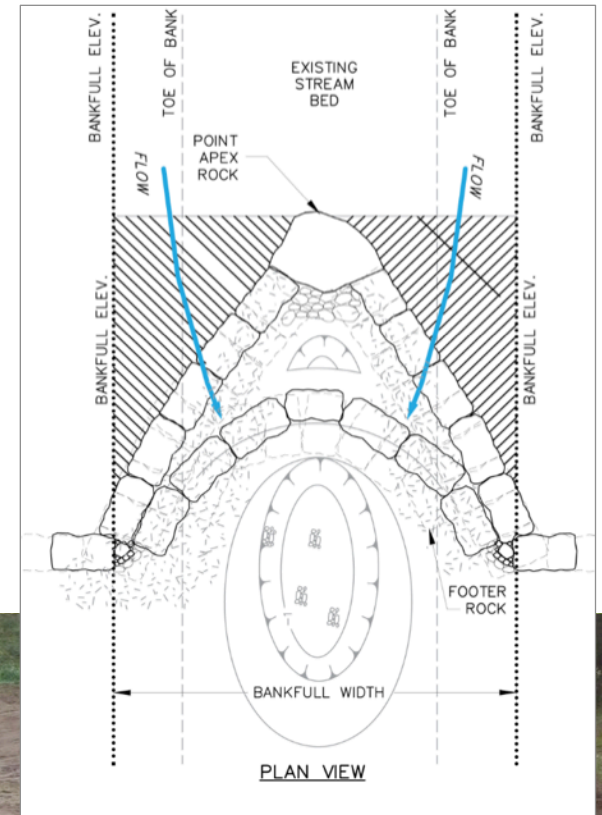 BANKFULL ELEV.
TOE OF BANK
EXISTING
STREAM
BED
TOE OF BANK
BANKFULL ELEV.
POINT
APEX
ROCK
FLOW
FLOW
BANKFULL ELEV.
BANKFULL ELEV.
FOOTER
ROCK
BANKFULL WIDTH
PLAN VIEW